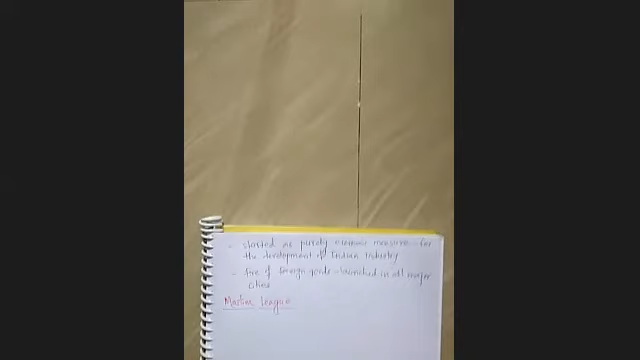 - started as purely economic measure - for
the development of Indian Industry
- fire of foreign goods - launched in all major
cities
Muslim League